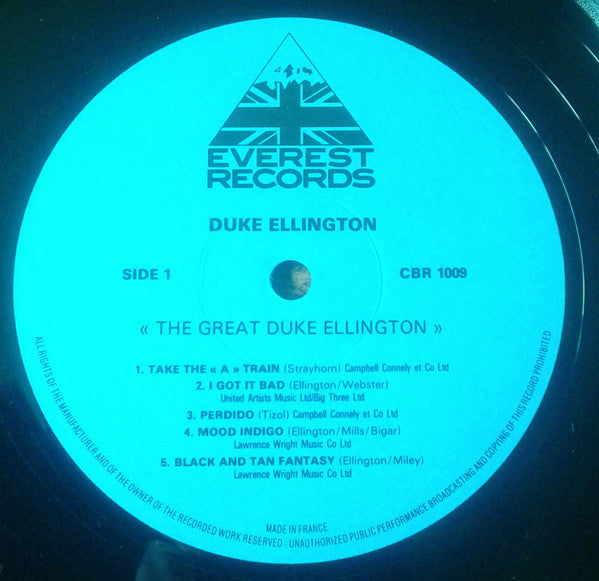 EVEREST
RECORDS
DUKE ELLINGTON
SIDE 1
CBR 1009
« THE GREAT DUKE ELLINGTON »
1. TAKE THE « A » TRAIN (Strayhorn) Campbell Connely et Co Ltd
2. I GOT IT BAD (Ellington/Webster)
United Artists Music Ltd/Big Three Ltd
3. PERDIDO (Tizol) Campbell Connely et Co Ltd
4. MOOD INDIGO (Ellington/Mills/Bigar)
Lawrence Wright Music Co Ltd
5. BLACK AND TAN FANTASY (Ellington/Miley)
Lawrence Wright Music Co Ltd
MADE IN FRANCE
ALL RIGHTS OF THE MANUFACTURER AND OF THE OWNER OF THE RECORDED WORK RESERVED - UNAUTHORIZED PUBLIC PERFORMANCE BROADCASTING AND COPYING OF THIS RECORD PROHIBITED